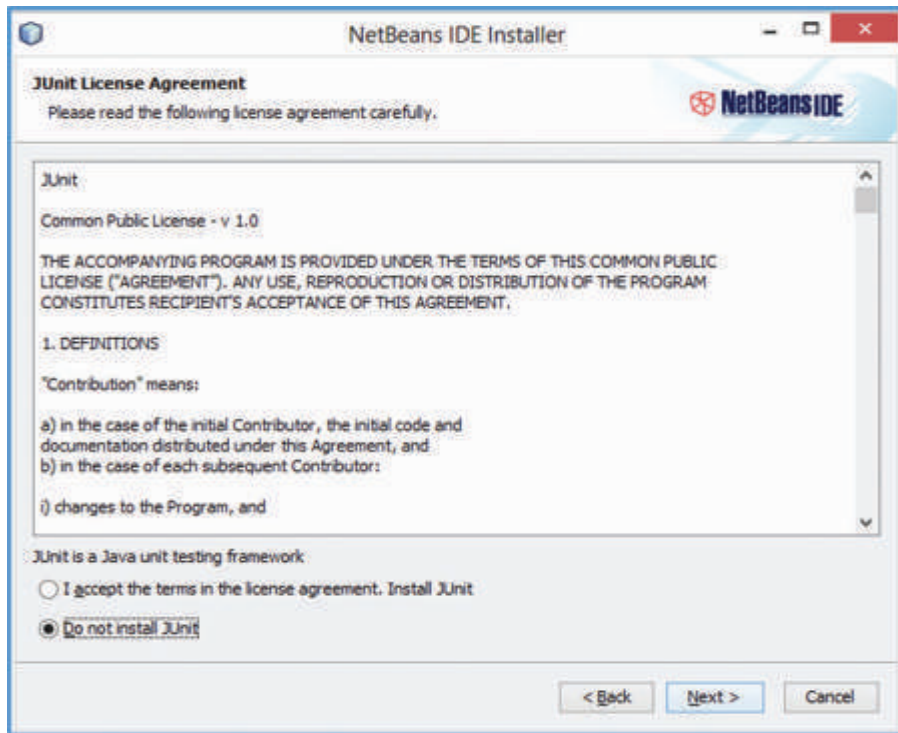 NetBeans IDE Installer
JUnit License Agreement
Please read the following license agreement carefully.
NetBeans IDE
JUnit
Common Public License - v 1.0
THE ACCOMPANYING PROGRAM IS PROVIDED UNDER THE TERMS OF THIS COMMON PUBLIC
LICENSE ("AGREEMENT"). ANY USE, REPRODUCTION OR DISTRIBUTION OF THE PROGRAM
CONSTITUTES RECIPIENT'S ACCEPTANCE OF THIS AGREEMENT.
1. DEFINITIONS
"Contribution" means:
a) in the case of the initial Contributor, the initial code and
documentation distributed under this Agreement, and
b) in the case of each subsequent Contributor:
i) changes to the Program, and
JUnit is a Java unit testing framework
I accept the terms in the license agreement. Install JUnit
Do not install JUnit
< Back Next > Cancel